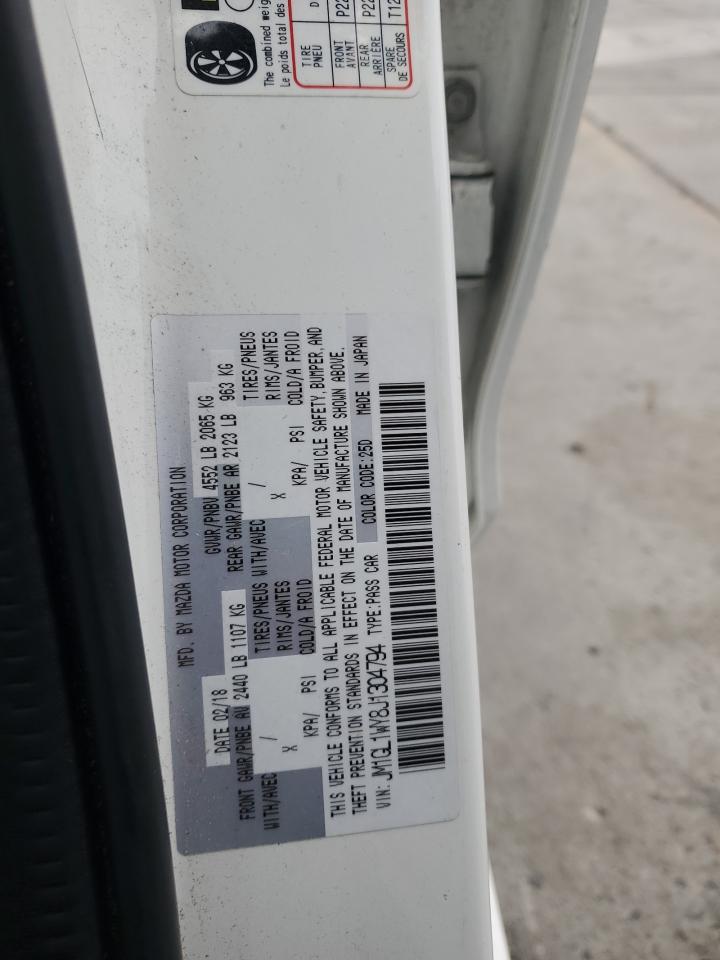 The combined weig
Le poids total des
TIRE
PNEU
D
FRONT
AVANT
P22
REAR
ARRIÈRE
P22
SPARE
DE SECOURS
T12
MFD. BY MAZDA MOTOR CORPORATION
DATE 02/18 GVWR/PNBV 4552 LB 2065 KG
FRONT GAWR/PNBE AV 2440 LB 1107 KG REAR GAWR/PNBE AR 2123 LB 963 KG
WITH/AVEC / TIRES/PNEUS WITH/AVEC / TIRES/PNEUS
X RIMS/JANTES X RIMS/JANTES
KPA/ PSI COLD/A FROID KPA/ PSI COLD/A FROID
THIS VEHICLE CONFORMS TO ALL APPLICABLE FEDERAL MOTOR VEHICLE SAFETY, BUMPER, AND
THEFT PREVENTION STANDARDS IN EFFECT ON THE DATE OF MANUFACTURE SHOWN ABOVE.
VIN: JM1GL1WY8J1304794 TYPE:PASS CAR COLOR CODE:25D MADE IN JAPAN